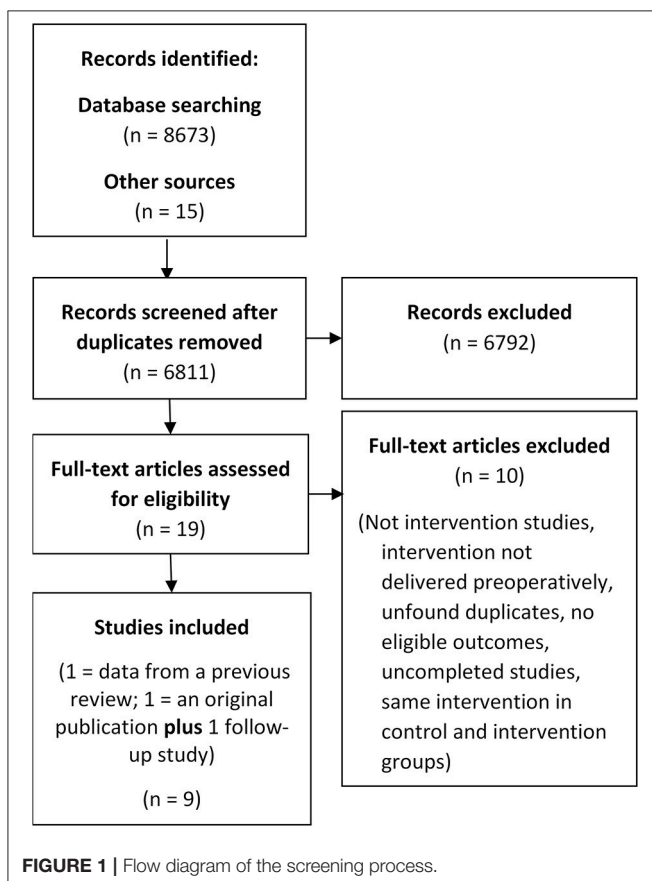 Records identified:
Database searching
(n = 8673)
Other sources
(n = 15)
Records screened after
duplicates removed
(n = 6811)
Records excluded
(n = 6792)
Full-text articles assessed
for eligibility
(n = 19)
Full-text articles excluded
(n = 10)
(Not intervention studies,
intervention not
delivered preoperatively,
unfound duplicates, no
eligible outcomes,
uncompleted studies,
same intervention in
control and intervention
groups)
Studies included
(1 = data from a previous
review; 1 = an original
publication plus 1 follow-
up study)
(n = 9)
FIGURE 1 | Flow diagram of the screening process.